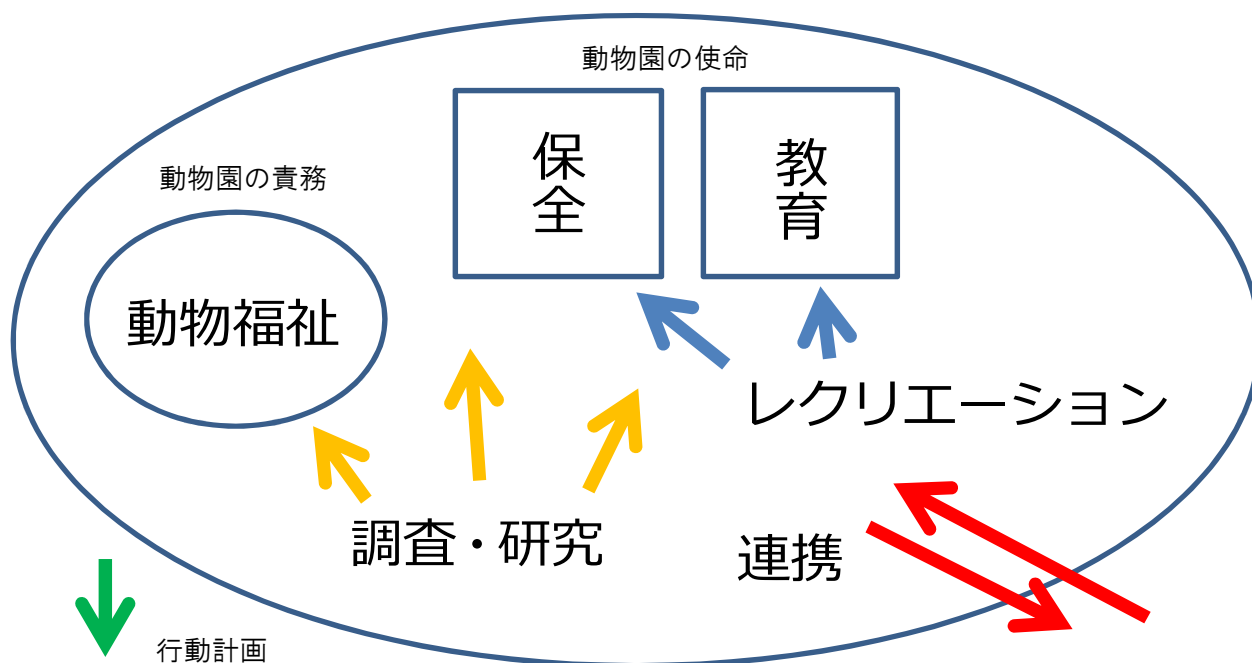 動物園の使命
保全
教育
動物園の責務
動物福祉
レクリエーション
調査・研究
連携
行動計画